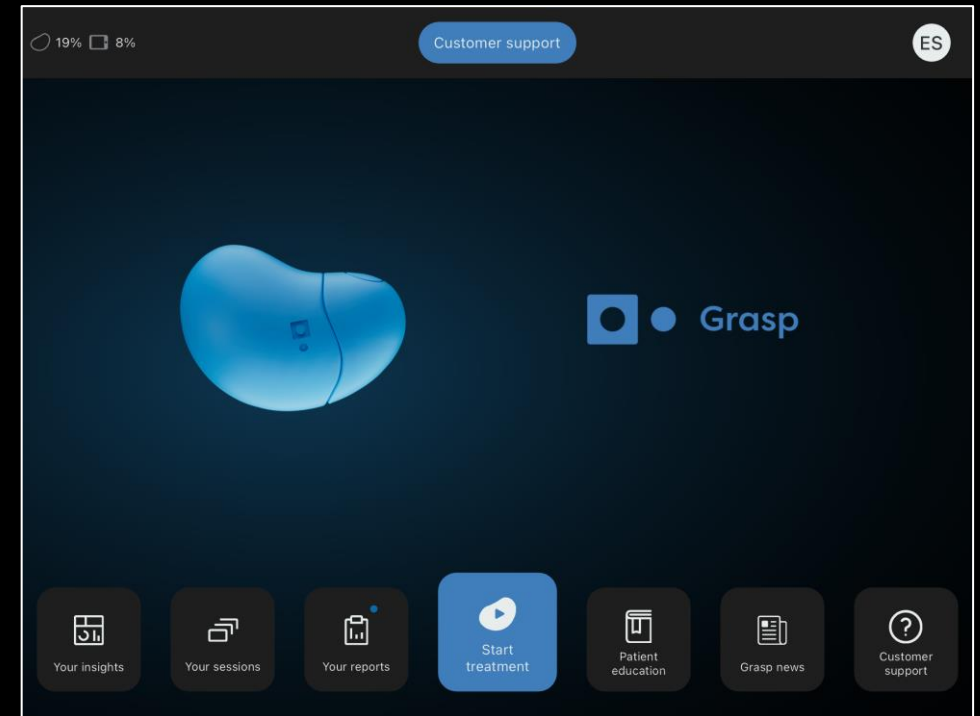 19% 8%
Customer support
ES
Grasp
Your insights
Your sessions
Your reports
Start
treatment
Patient
education
Grasp news
Customer
support